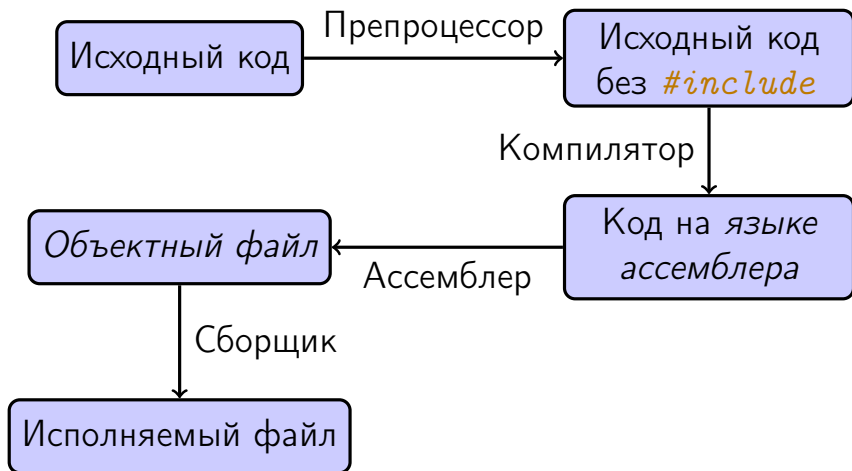 Препроцессор
Исходный код
Исходный код
без #include
Компилятор
Код на языке
ассемблера
Объектный файл
Ассемблер
Сборщик
Исполняемый файл